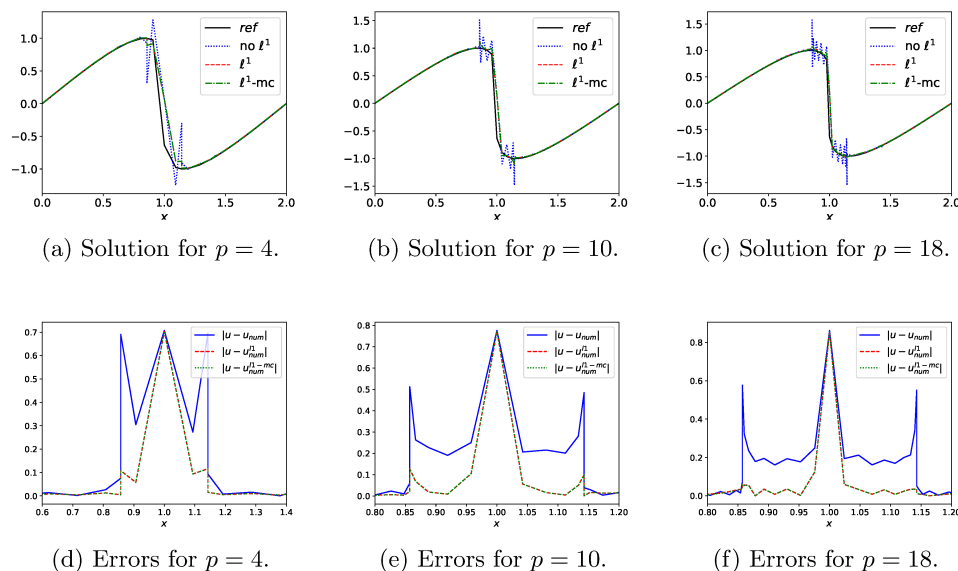 1.0
0.5
0.0
−0.5
−1.0
0.0 0.5 1.0 1.5 2.0
x
ref
no ℓ¹
ℓ¹
ℓ¹-mc
(a) Solution for p = 4.
1.5
1.0
0.5
0.0
−0.5
−1.0
−1.5
0.0 0.5 1.0 1.5 2.0
x
ref
no ℓ¹
ℓ¹
ℓ¹-mc
(b) Solution for p = 10.
1.5
1.0
0.5
0.0
−0.5
−1.0
−1.5
0.0 0.5 1.0 1.5 2.0
x
ref
no ℓ¹
ℓ¹
ℓ¹-mc
(c) Solution for p = 18.
0.7
0.6
0.5
0.4
0.3
0.2
0.1
0.0
0.6 0.7 0.8 0.9 1.0 1.1 1.2 1.3 1.4
x
|u − u_num|
|u − u_num^l1|
|u − u_num^l1−mc|
(d) Errors for p = 4.
0.8
0.7
0.6
0.5
0.4
0.3
0.2
0.1
0.0
0.80 0.85 0.90 0.95 1.00 1.05 1.10 1.15 1.20
x
|u − u_num|
|u − u_num^l1|
|u − u_num^l1−mc|
(e) Errors for p = 10.
0.8
0.6
0.4
0.2
0.0
0.80 0.85 0.90 0.95 1.00 1.05 1.10 1.15 1.20
x
|u − u_num|
|u − u_num^l1|
|u − u_num^l1−mc|
(f) Errors for p = 18.